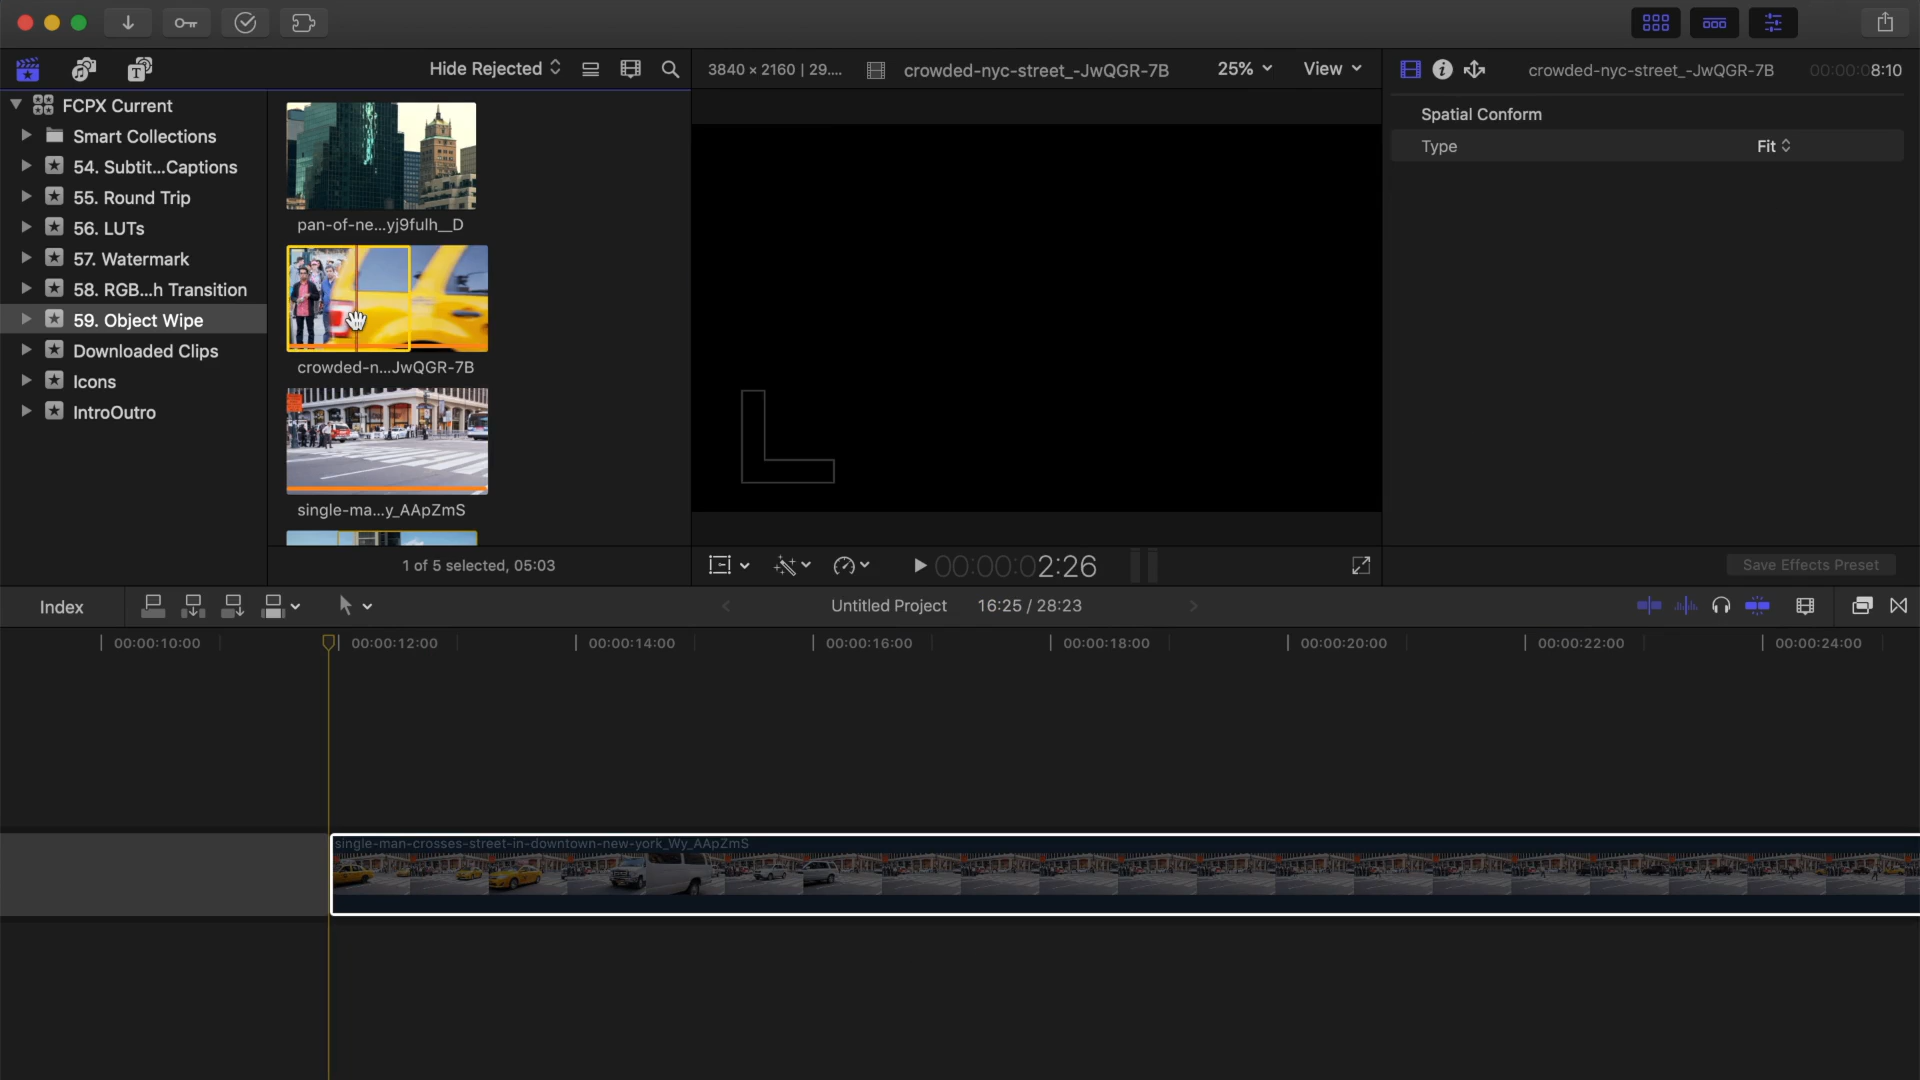 Hide Rejected
3840 × 2160 | 29....
crowded-nyc-street_-JwQGR-7B
25%
View
crowded-nyc-street_-JwQGR-7B
00:00:08:10
FCPX Current
Smart Collections
54. Subtit...Captions
55. Round Trip
56. LUTs
57. Watermark
58. RGB...h Transition
59. Object Wipe
Downloaded Clips
Icons
IntroOutro
pan-of-ne...yj9fulh__D
crowded-n...JwQGR-7B
single-ma...y_AApZmS
1 of 5 selected, 05:03
Spatial Conform
Type
Fit
00:00:02:26
Save Effects Preset
Index
Untitled Project
16:25 / 28:23
00:00:10:00
00:00:12:00
00:00:14:00
00:00:16:00
00:00:18:00
00:00:20:00
00:00:22:00
00:00:24:00
single-man-crosses-street-in-downtown-new-york_Wy_AApZmS